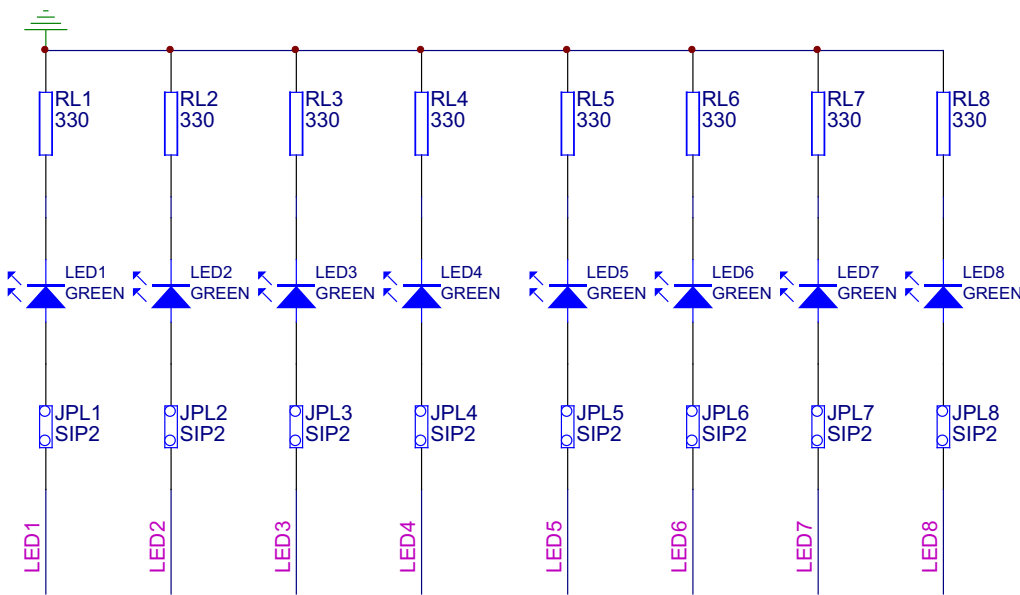 RL1
330
RL2
330
RL3
330
RL4
330
RL5
330
RL6
330
RL7
330
RL8
330
LED1
GREEN
LED2
GREEN
LED3
GREEN
LED4
GREEN
LED5
GREEN
LED6
GREEN
LED7
GREEN
LED8
GREEN
JPL1
SIP2
JPL2
SIP2
JPL3
SIP2
JPL4
SIP2
JPL5
SIP2
JPL6
SIP2
JPL7
SIP2
JPL8
SIP2
LED1
LED2
LED3
LED4
LED5
LED6
LED7
LED8